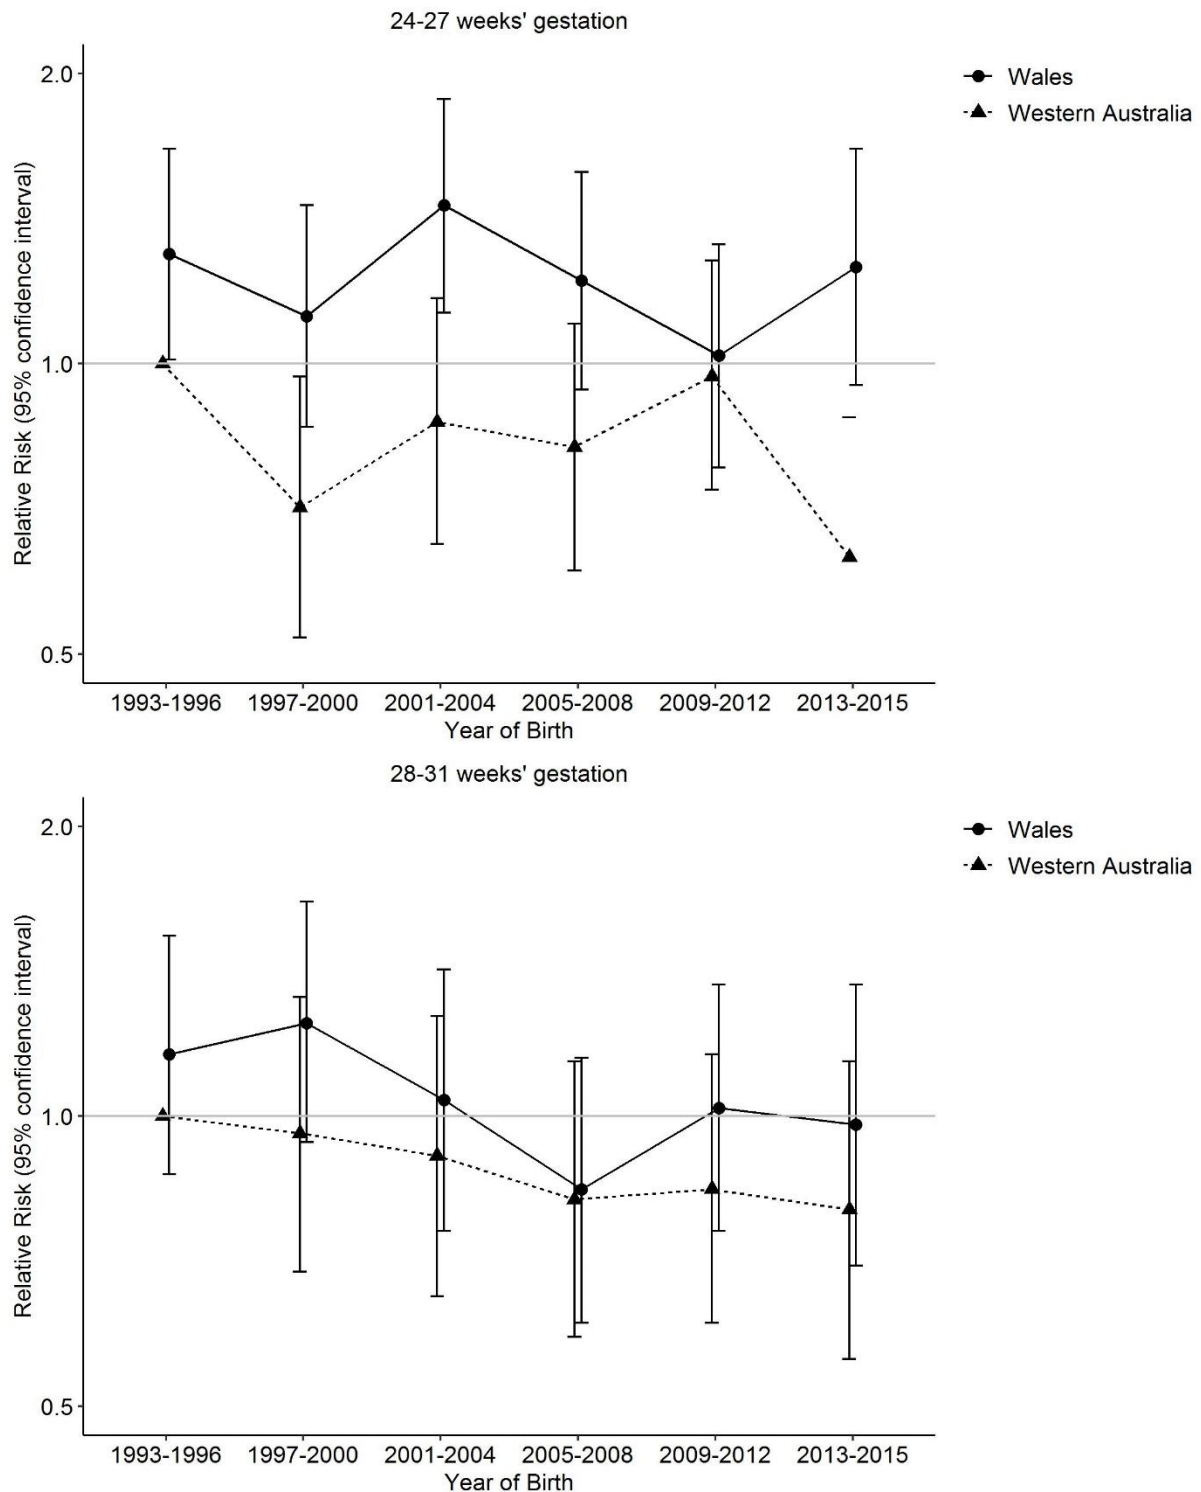 24-27 weeks' gestation
2.0
1.0
0.5
Relative Risk (95% confidence interval)
1993-1996 1997-2000 2001-2004 2005-2008 2009-2012 2013-2015
Year of Birth
Wales
Western Australia
28-31 weeks' gestation
2.0
1.0
0.5
Relative Risk (95% confidence interval)
1993-1996 1997-2000 2001-2004 2005-2008 2009-2012 2013-2015
Year of Birth
Wales
Western Australia